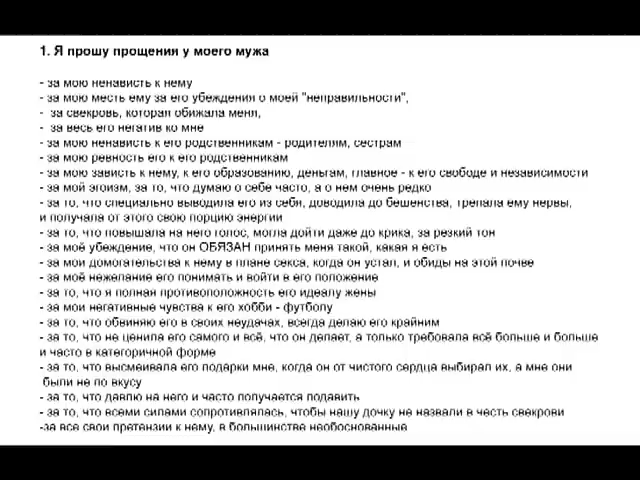 1. Я прошу прощения у моего мужа
- за мою ненависть к нему
- за мою месть ему за его убеждения о моей "неправильности",
- за свекровь, которая обижала меня,
- за весь его негатив ко мне
- за мою ненависть к его родственникам - родителям, сестрам
- за мою ревность его к его родственникам
- за мою зависть к нему, к его образованию, деньгам, главное - к его свободе и независимости
- за мой эгоизм, за то, что думаю о себе часто, а о нем очень редко
- за то, что специально выводила его из себя, доводила до бешенства, трепала ему нервы,
и получала от этого свою порцию энергии
- за то, что повышала на него голос, могла дойти даже до крика, за резкий тон
- за моё убеждение, что он ОБЯЗАН принять меня такой, какая я есть
- за мои домогательства к нему в плане секса, когда он устал, и обиды на этой почве
- за моё нежелание его понимать и войти в его положение
- за то, что я полная противоположность его идеалу жены
- за мои негативные чувства к его хобби - футболу
- за то, что обвиняю его в своих неудачах, всегда делаю его крайним
- за то, что не ценила его самого и всё, что он делает, а только требовала всё больше и больше
и часто в категоричной форме
- за то, что высмеивала его подарки мне, когда он от чистого сердца выбирал их, а мне они
были не по вкусу
- за то, что давлю на него и часто получается подавить
- за то, что всеми силами сопротивлялась, чтобы нашу дочку не назвали в честь свекрови
-за все свои претензии к нему, в большинстве необоснованные